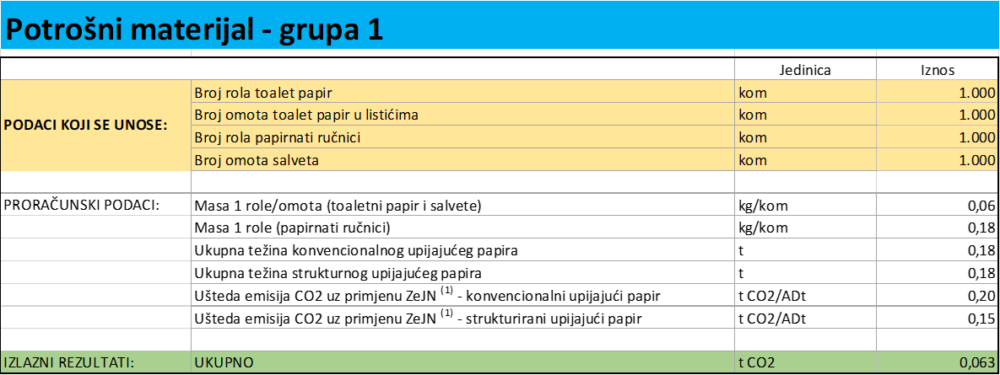 Potrošni materijal - grupa 1
Jedinica Iznos
PODACI KOJI SE UNOSE:
Broj rola toalet papir kom 1.000
Broj omota toalet papir u listićima kom 1.000
Broj rola papirnati ručnici kom 1.000
Broj omota salveta kom 1.000
PRORAČUNSKI PODACI: Masa 1 role/omota (toaletni papir i salvete) kg/kom 0,06
Masa 1 role (papirnati ručnici) kg/kom 0,18
Ukupna težina konvencionalnog upijajućeg papira t 0,18
Ukupna težina strukturnog upijajućeg papira t 0,18
Ušteda emisija CO2 uz primjenu ZeJN (1) - konvencionalni upijajući papir t CO2/ADt 0,20
Ušteda emisija CO2 uz primjenu ZeJN (1) - strukturirani upijajući papir t CO2/ADt 0,15
IZLAZNI REZULTATI: UKUPNO t CO2 0,063